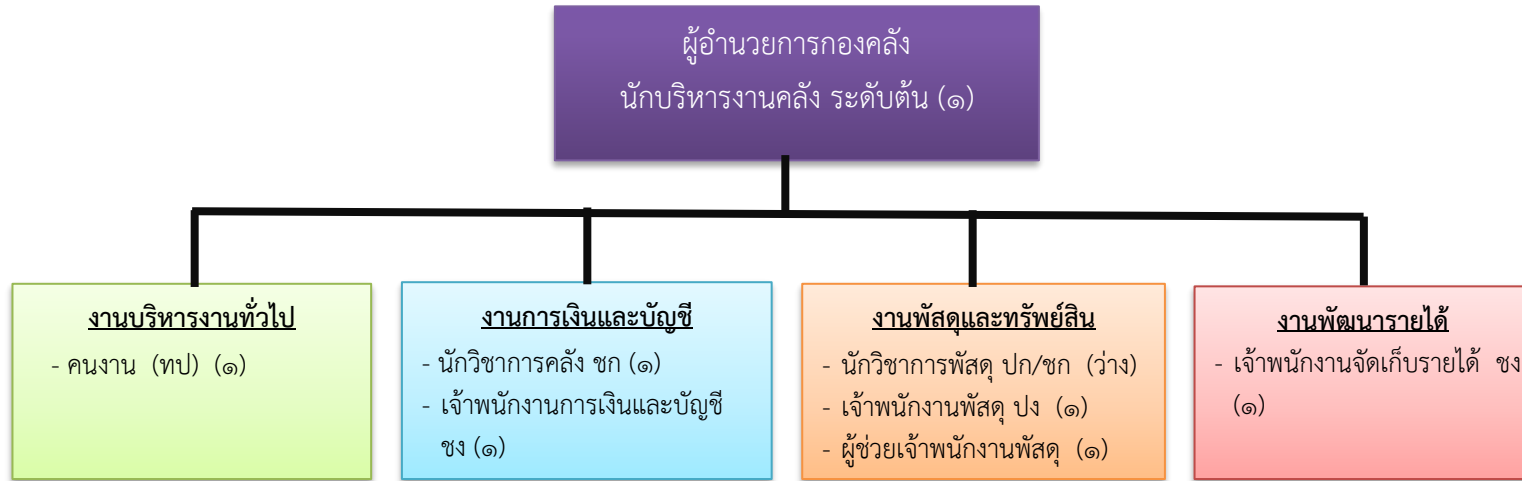 ผู้อำนวยการกองคลัง
นักบริหารงานคลัง ระดับต้น (๑)
งานบริหารงานทั่วไป
- คนงาน (ทป) (๑)
งานการเงินและบัญชี
- นักวิชาการคลัง ชก (๑)
- เจ้าพนักงานการเงินและบัญชี
ชง (๑)
งานพัสดุและทรัพย์สิน
- นักวิชาการพัสดุ ปก/ชก (ว่าง)
- เจ้าพนักงานพัสดุ ปง (๑)
- ผู้ช่วยเจ้าพนักงานพัสดุ (๑)
งานพัฒนารายได้
- เจ้าพนักงานจัดเก็บรายได้ ชง
(๑)